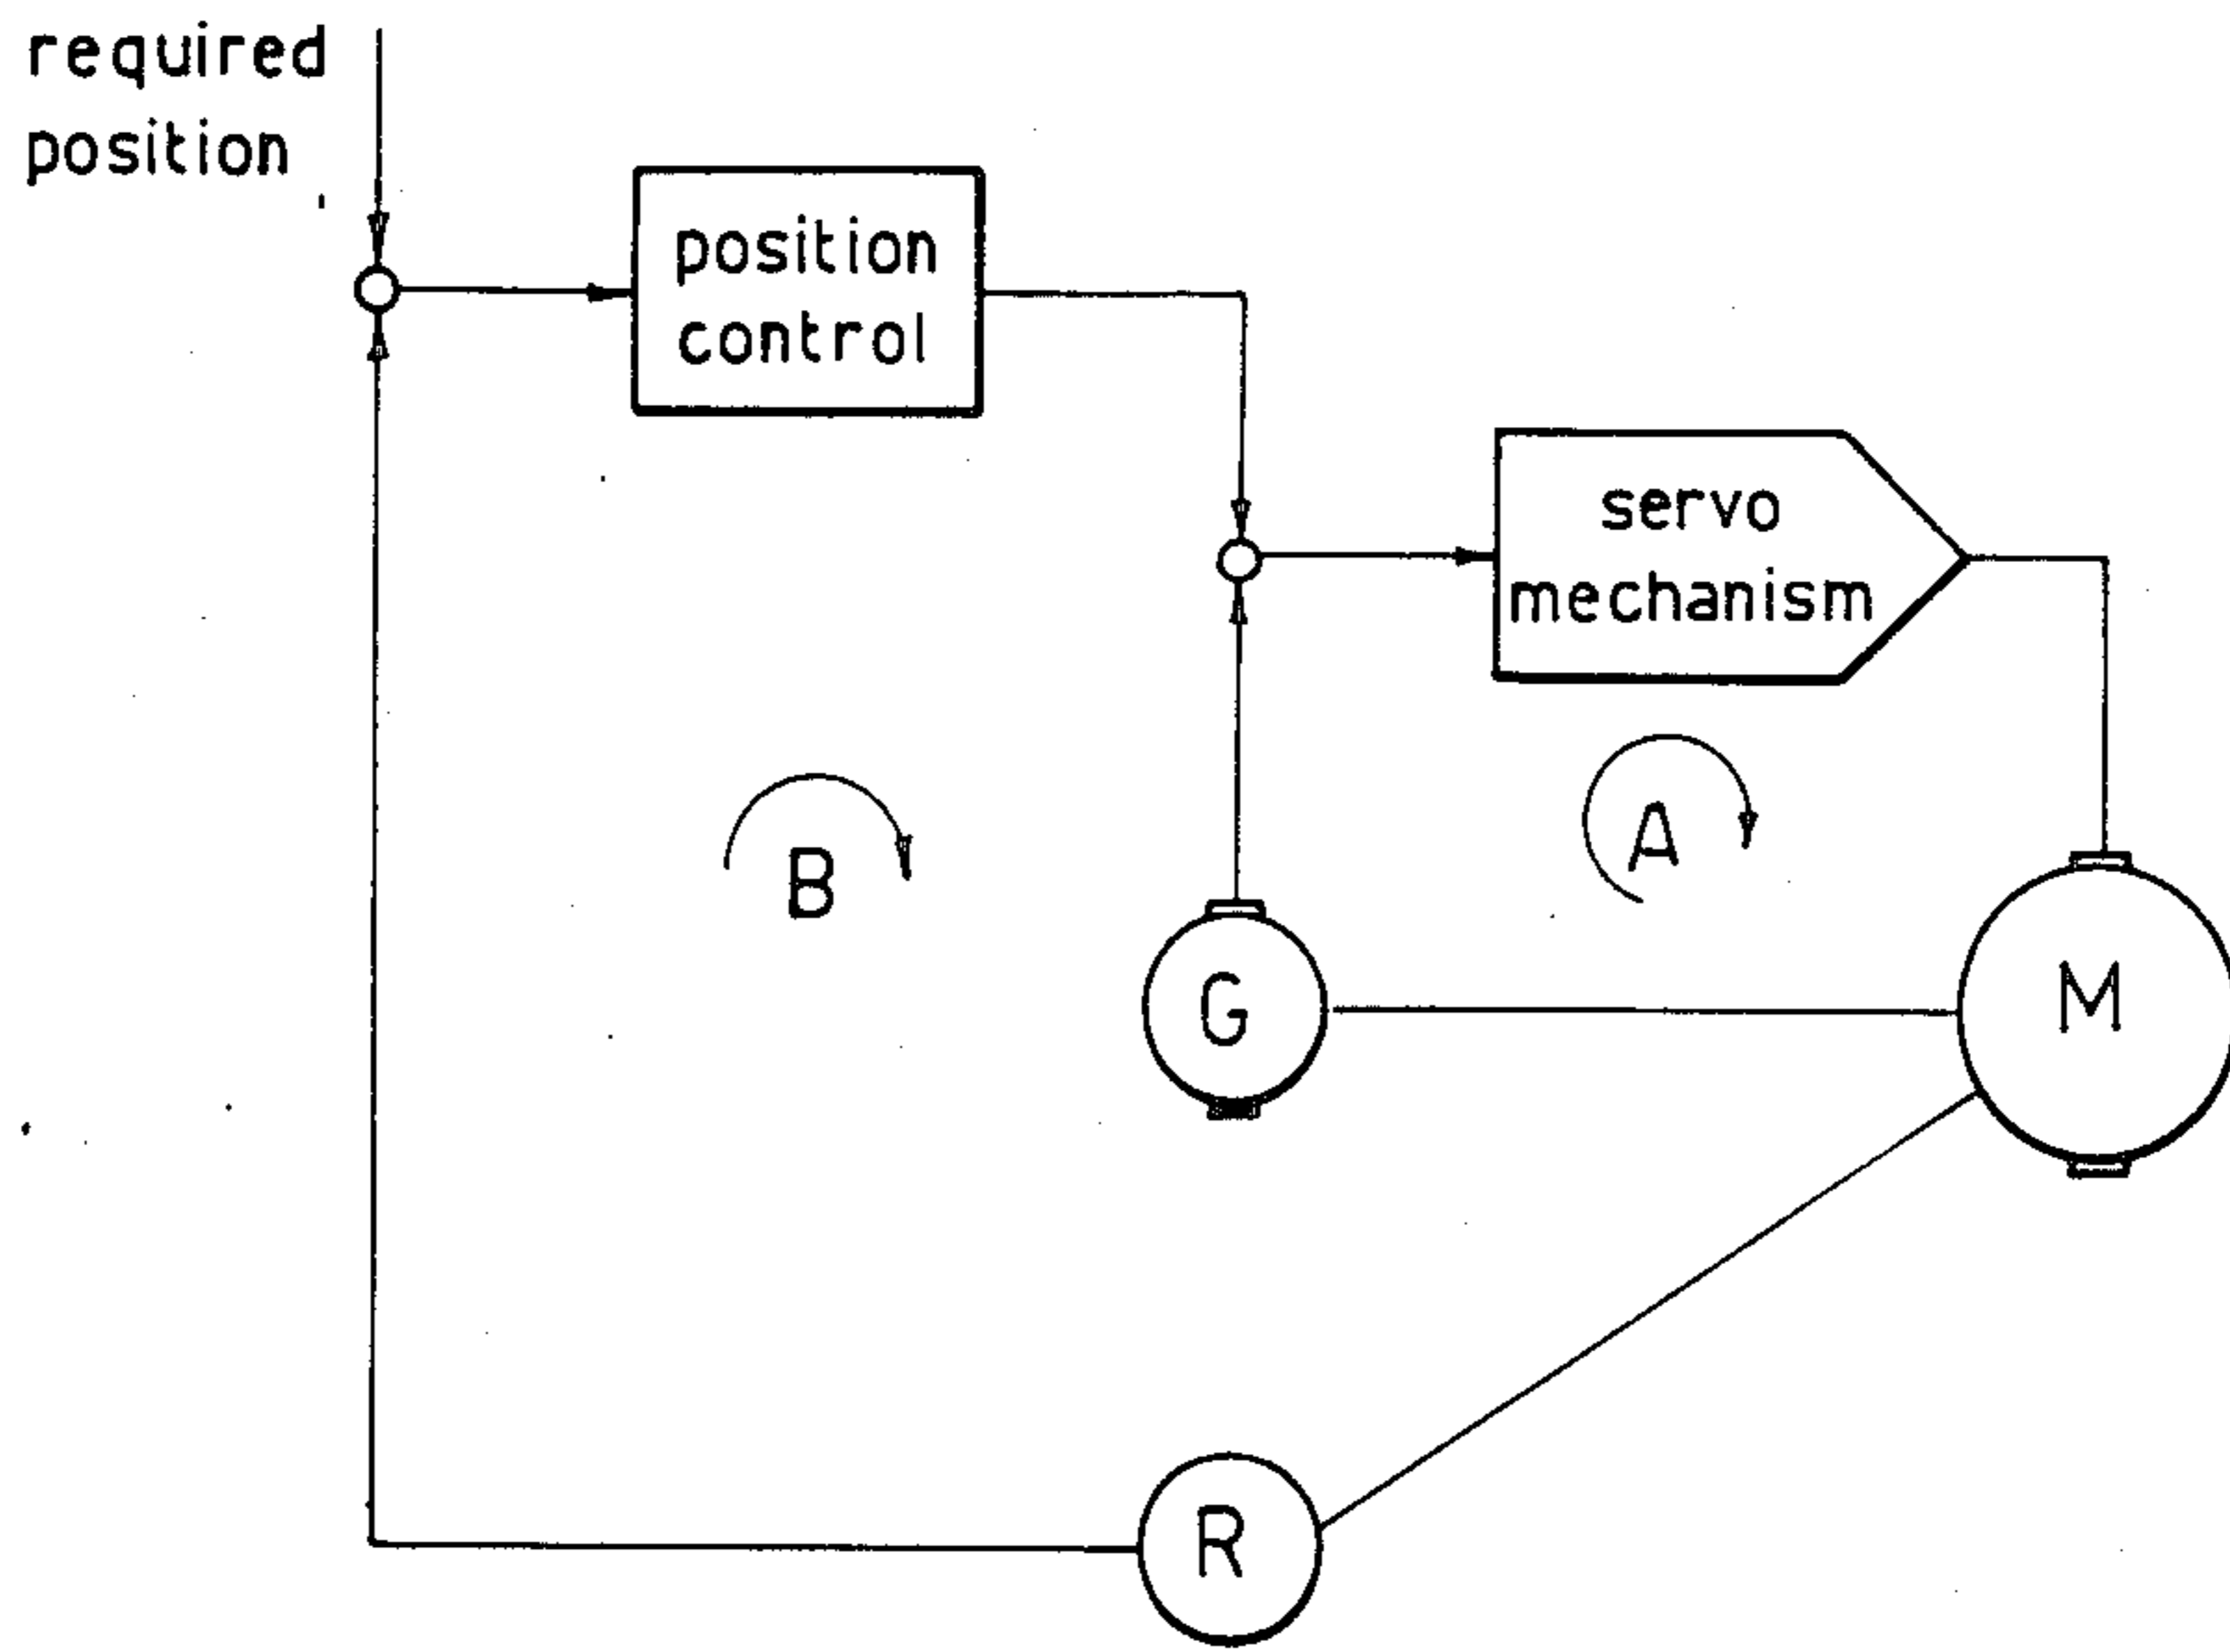 required
position
position
control
servo
mechanism
B
A
G
M
R